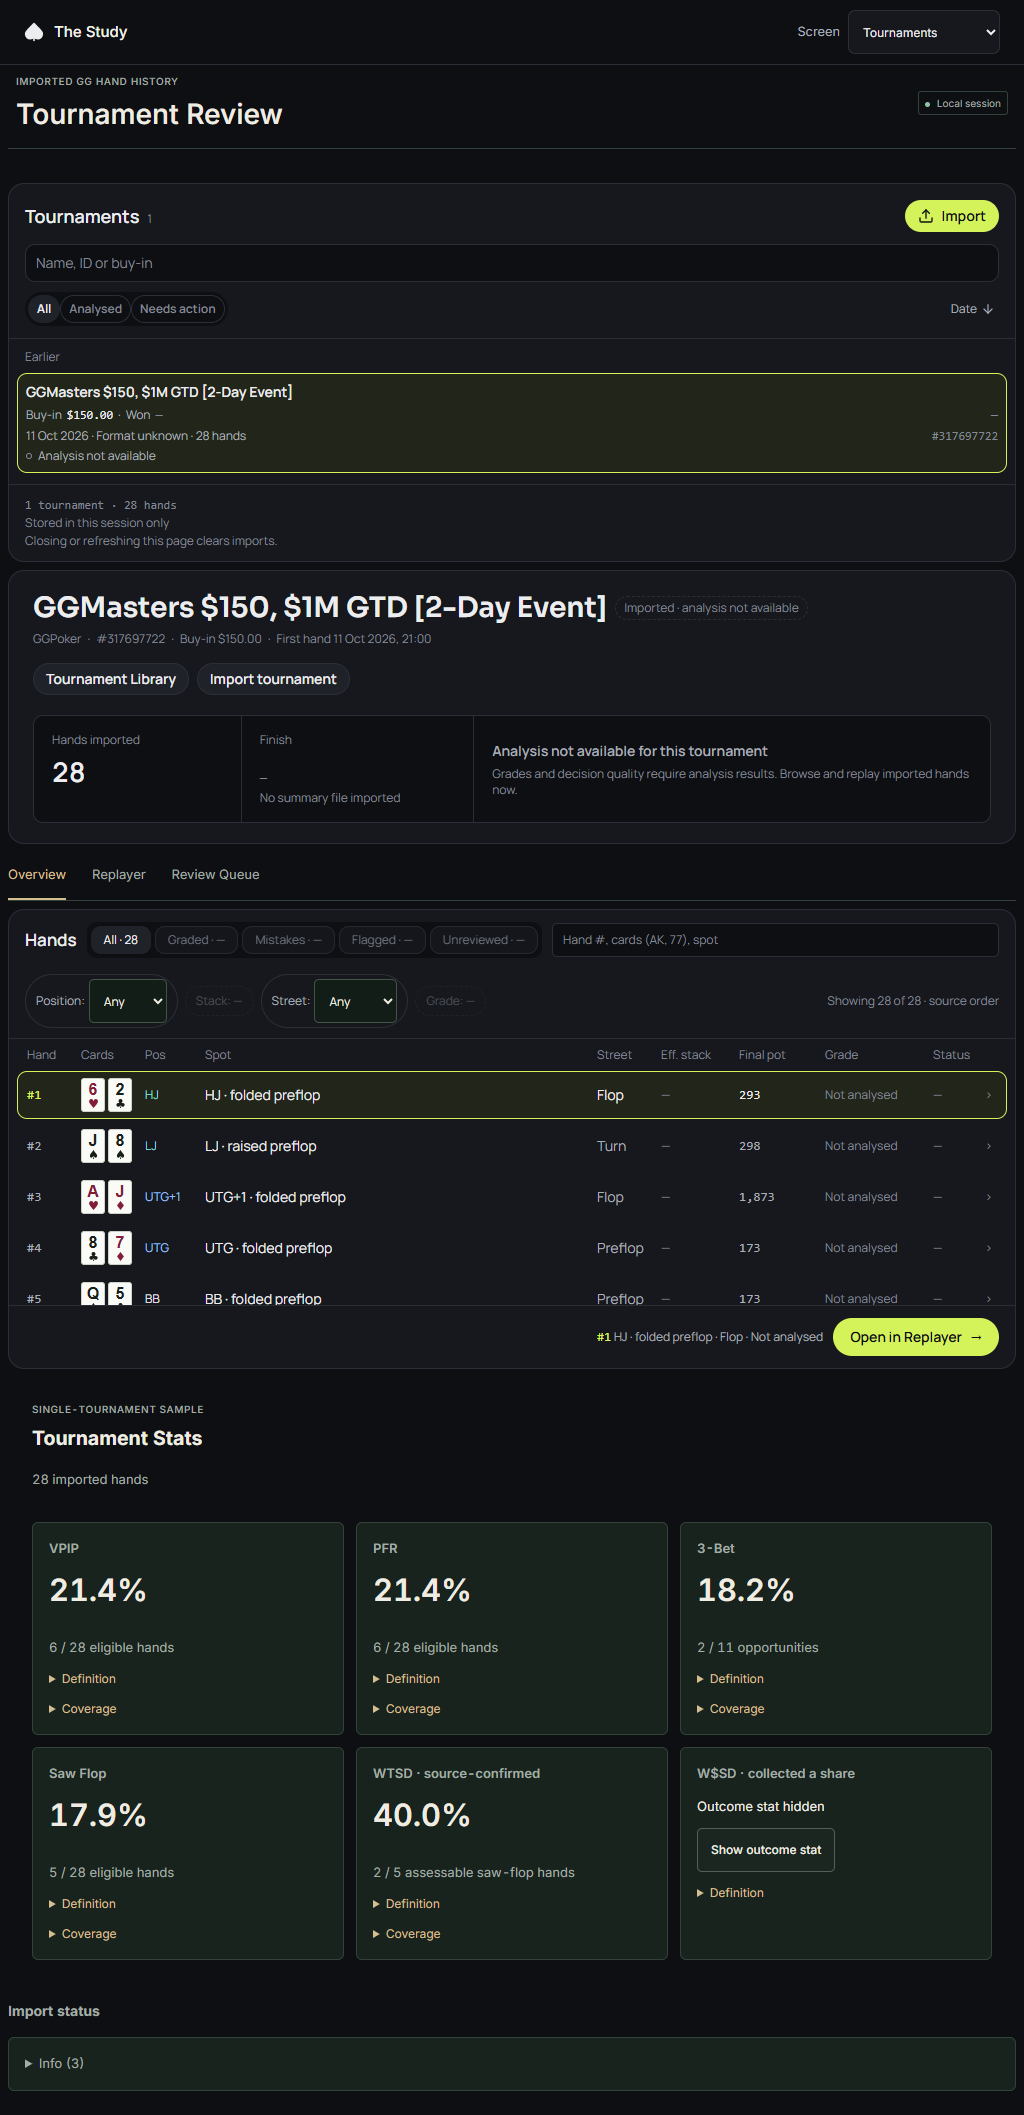 The Study
Screen
Tournaments
IMPORTED GG HAND HISTORY
Tournament Review
Local session
Tournaments 1
Import
Name, ID or buy-in
All
Analysed
Needs action
Date ↓
Earlier
GGMasters $150, $1M GTD [2-Day Event]
Buy-in $150.00 · Won —
—
11 Oct 2026 · Format unknown · 28 hands
#317697722
Analysis not available
1 tournament · 28 hands
Stored in this session only
Closing or refreshing this page clears imports.
GGMasters $150, $1M GTD [2-Day Event]
Imported · analysis not available
GGPoker · #317697722 · Buy-in $150.00 · First hand 11 Oct 2026, 21:00
Tournament Library
Import tournament
Hands imported
28
Finish
—
No summary file imported
Analysis not available for this tournament
Grades and decision quality require analysis results. Browse and replay imported hands
now.
Overview
Replayer
Review Queue
Hands
All · 28
Graded · —
Mistakes · —
Flagged · —
Unreviewed · —
Hand #, cards (AK, 77), spot
Position: Any
Stack: —
Street: Any
Grade: —
Showing 28 of 28 · source order
Hand Cards Pos Spot Street Eff. stack Final pot Grade Status
#1 6♥ 2♣ HJ HJ · folded preflop Flop — 293 Not analysed — ›
#2 J♠ 8♠ LJ LJ · raised preflop Turn — 298 Not analysed — ›
#3 A♥ J♦ UTG+1 UTG+1 · folded preflop Flop — 1,873 Not analysed — ›
#4 8♣ 7♦ UTG UTG · folded preflop Preflop — 173 Not analysed — ›
#5 Q 5 BB BB · folded preflop Preflop — 173 Not analysed — ›
#1 HJ · folded preflop · Flop · Not analysed
Open in Replayer →
SINGLE-TOURNAMENT SAMPLE
Tournament Stats
28 imported hands
VPIP
21.4%
6 / 28 eligible hands
Definition
Coverage
PFR
21.4%
6 / 28 eligible hands
Definition
Coverage
3-Bet
18.2%
2 / 11 opportunities
Definition
Coverage
Saw Flop
17.9%
5 / 28 eligible hands
Definition
Coverage
WTSD · source-confirmed
40.0%
2 / 5 assessable saw-flop hands
Definition
Coverage
W$SD · collected a share
Outcome stat hidden
Show outcome stat
Definition
Import status
Info (3)